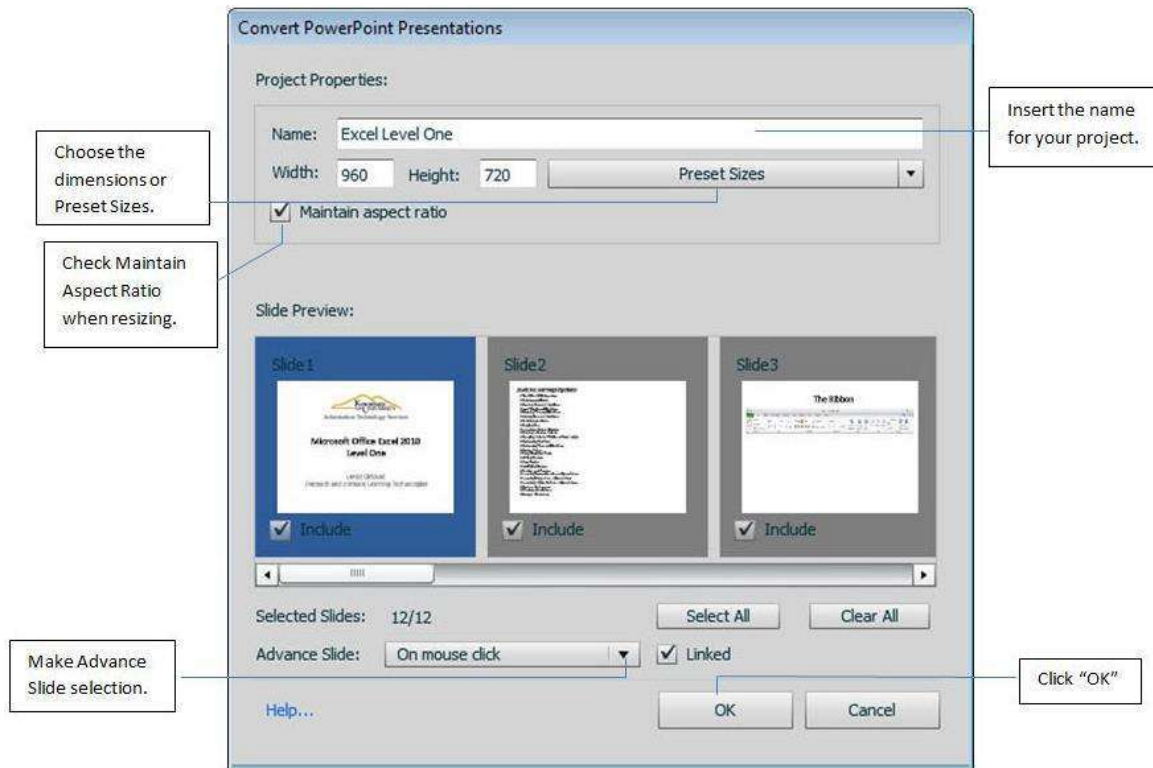 Convert PowerPoint Presentations
Project Properties:
Name: Excel Level One
Width: 960 Height: 720 Preset Sizes
Maintain aspect ratio
Insert the name
for your project.
Choose the
dimensions or
Preset Sizes.
Check Maintain
Aspect Ratio
when resizing.
Slide Preview:
Slide1
Information Technology Services
Microsoft Office Excel 2010
Level One
Include
Slide2
Include
Slide3
The Ribbon
Include
Selected Slides: 12/12 Select All Clear All
Advance Slide: On mouse click Linked
Make Advance
Slide selection.
Click “OK”
Help... OK Cancel